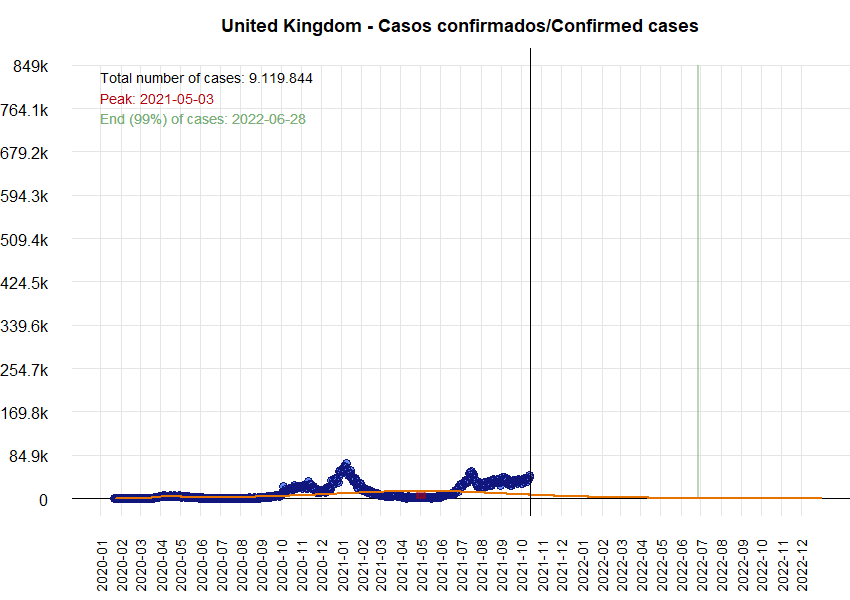 United Kingdom - Casos confirmados/Confirmed cases
849k
Total number of cases: 9.119.844
Peak: 2021-05-03
764.1k
End (99%) of cases: 2022-06-28
679.2k
594.3k
509.4k
424.5k
339.6k
254.7k
169.8k
84.9k
0
2020-01
2020-02
2020-03
2020-04
2020-05
2020-06
2020-07
2020-08
2020-09
2020-10
2020-11
2020-12
2021-01
2021-02
2021-03
2021-04
2021-05
2021-06
2021-07
2021-08
2021-09
2021-10
2021-11
2021-12
2022-01
2022-02
2022-03
2022-04
2022-05
2022-06
2022-07
2022-08
2022-09
2022-10
2022-11
2022-12